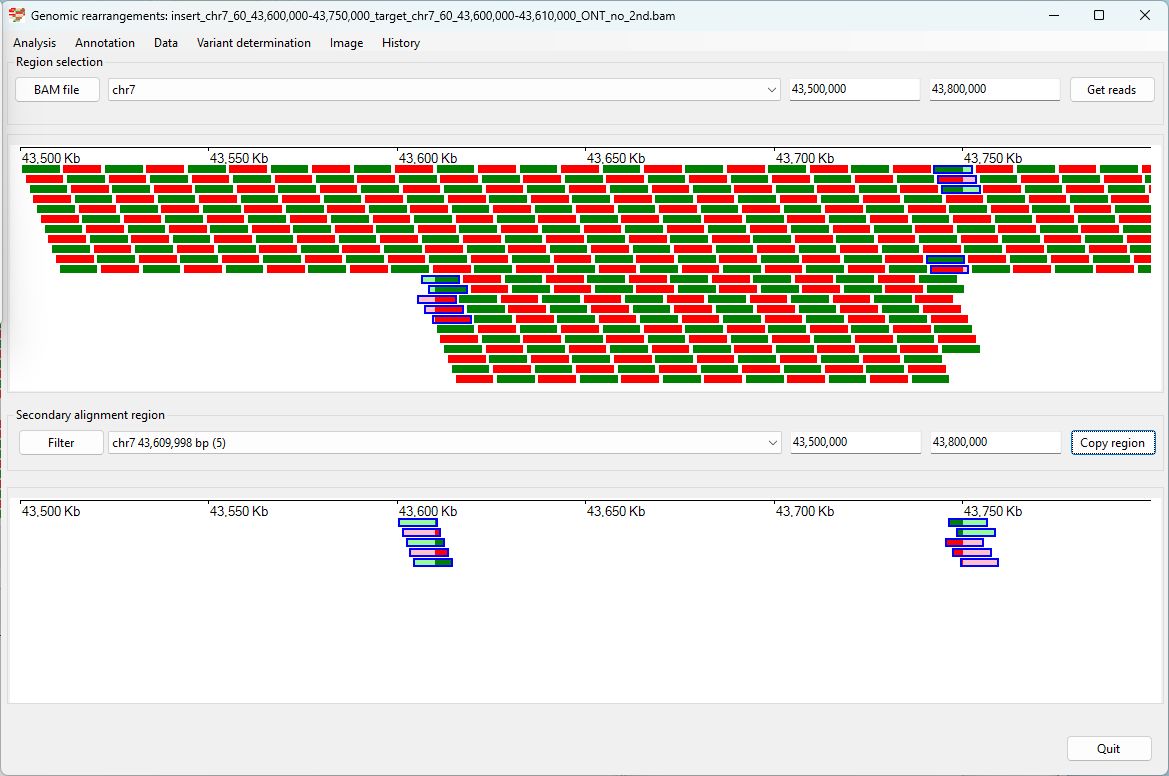 Genomic rearrangements: insert_chr7_60_43,600,000-43,750,000_target_chr7_60_43,600,000-43,610,000_ONT_no_2nd.bam
Analysis Annotation Data Variant determination Image History
Region selection
BAM file chr7 43,500,000 43,800,000 Get reads
43,500 Kb 43,550 Kb 43,600 Kb 43,650 Kb 43,700 Kb 43,750 Kb
Secondary alignment region
Filter chr7 43,609,998 bp (5) 43,500,000 43,800,000 Copy region
43,500 Kb 43,550 Kb 43,600 Kb 43,650 Kb 43,700 Kb 43,750 Kb
Quit